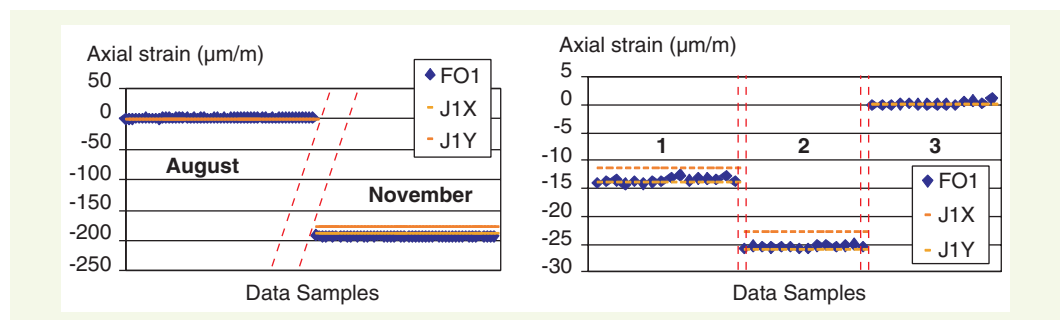 Axial strain (μm/m)
50
0
-50
-100
-150
-200
-250
August
November
FO1
J1X
J1Y
Data Samples
Axial strain (μm/m)
5
0
-5
-10
-15
-20
-25
-30
1
2
3
FO1
J1X
J1Y
Data Samples